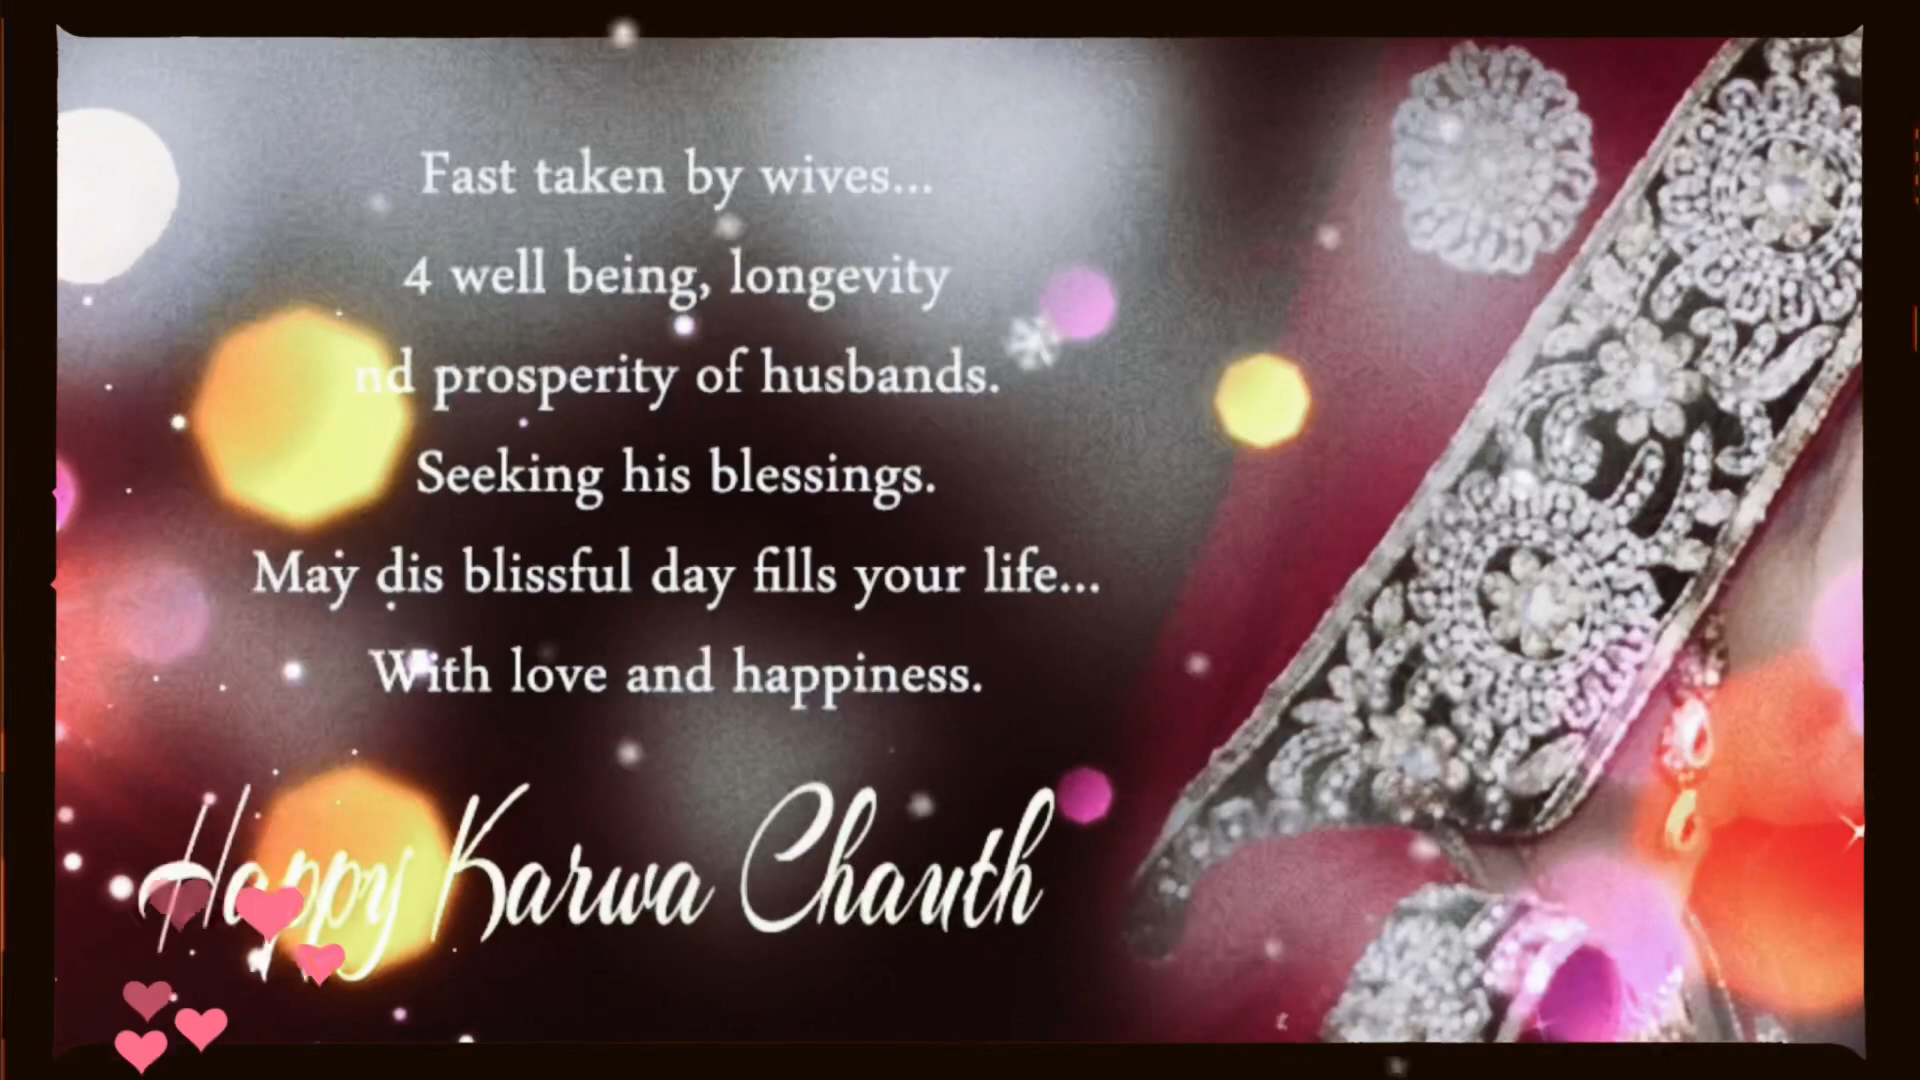 Fast taken by wives...
4 well being, longevity
nd prosperity of husbands.
Seeking his blessings.
May dis blissful day fills your life...
With love and happiness.
Happy Karwa Chauth